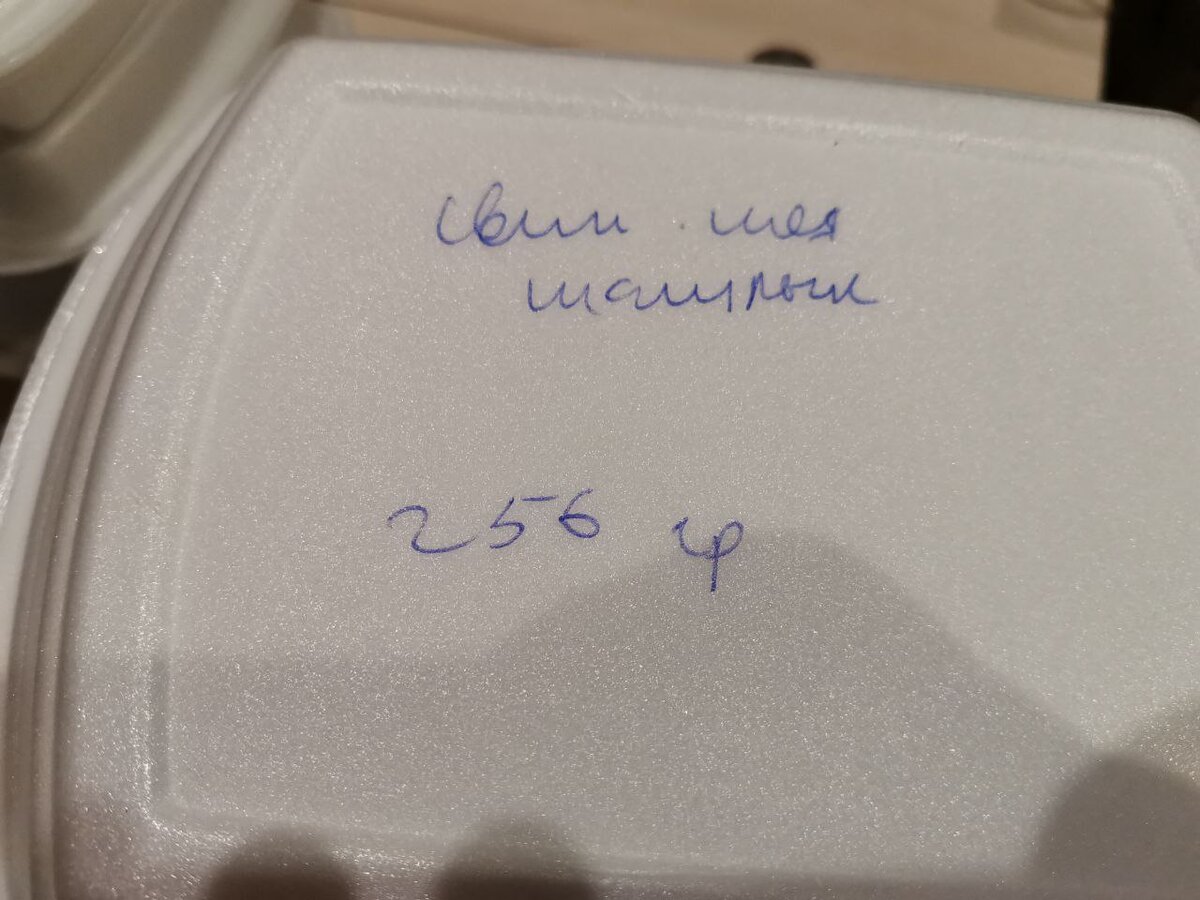 свин. шея
шашлык
256 гр